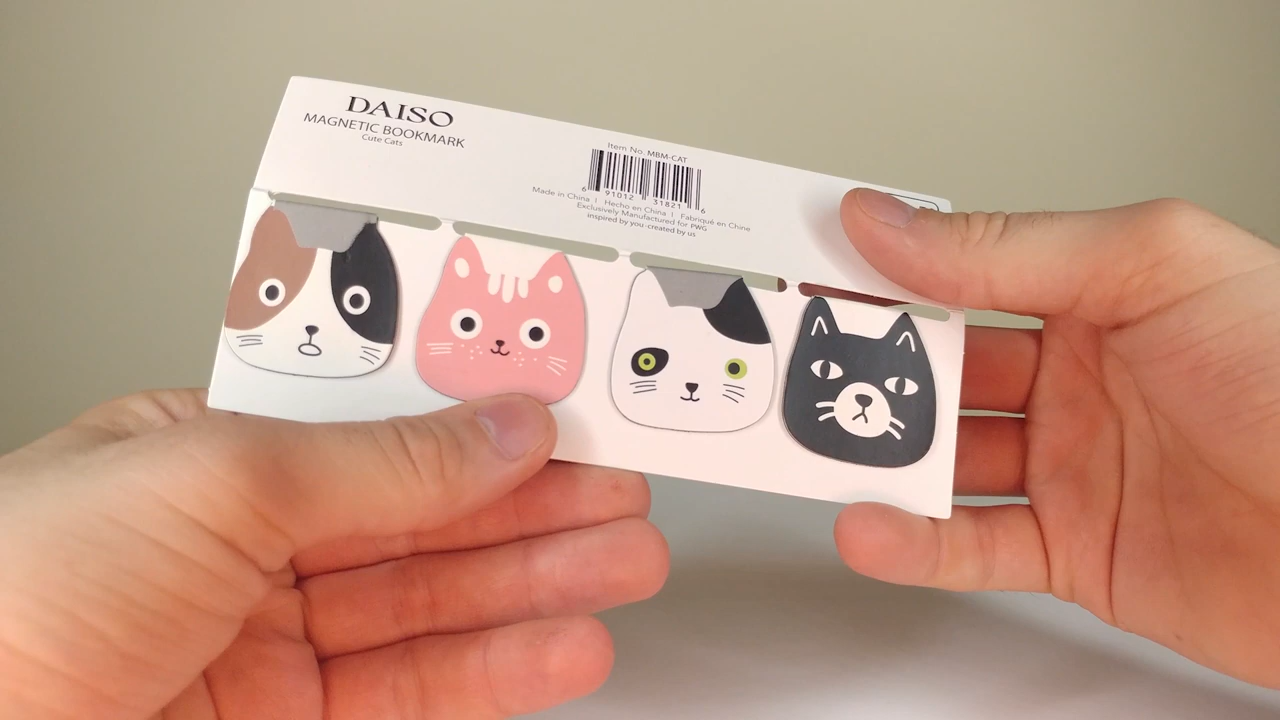 DAISO
MAGNETIC BOOKMARK
Cute Cats
Item No. MBM-CAT
6 91012 31821 6
Made in China I Hecho en China I Fabriqué en Chine
Exclusively Manufactured for PWG
inspired by you·created by us